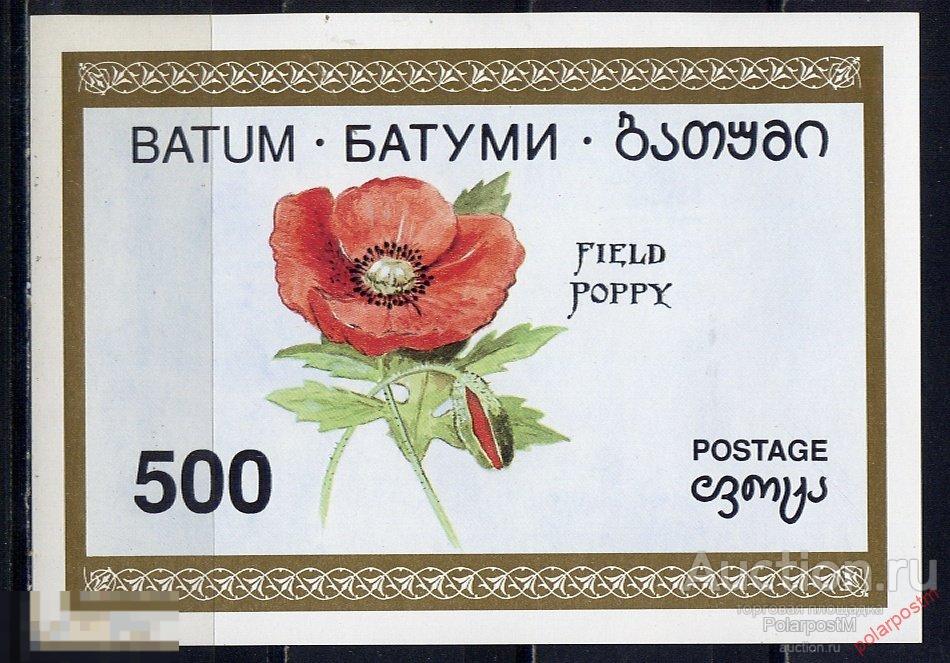 BATUM · БАТУМИ · ბათუმი
FIELD
POPPY
500
POSTAGE
ფოსტა
Auction.ru
торговая площадка
PolarpostM
auction.ru
polarpostm